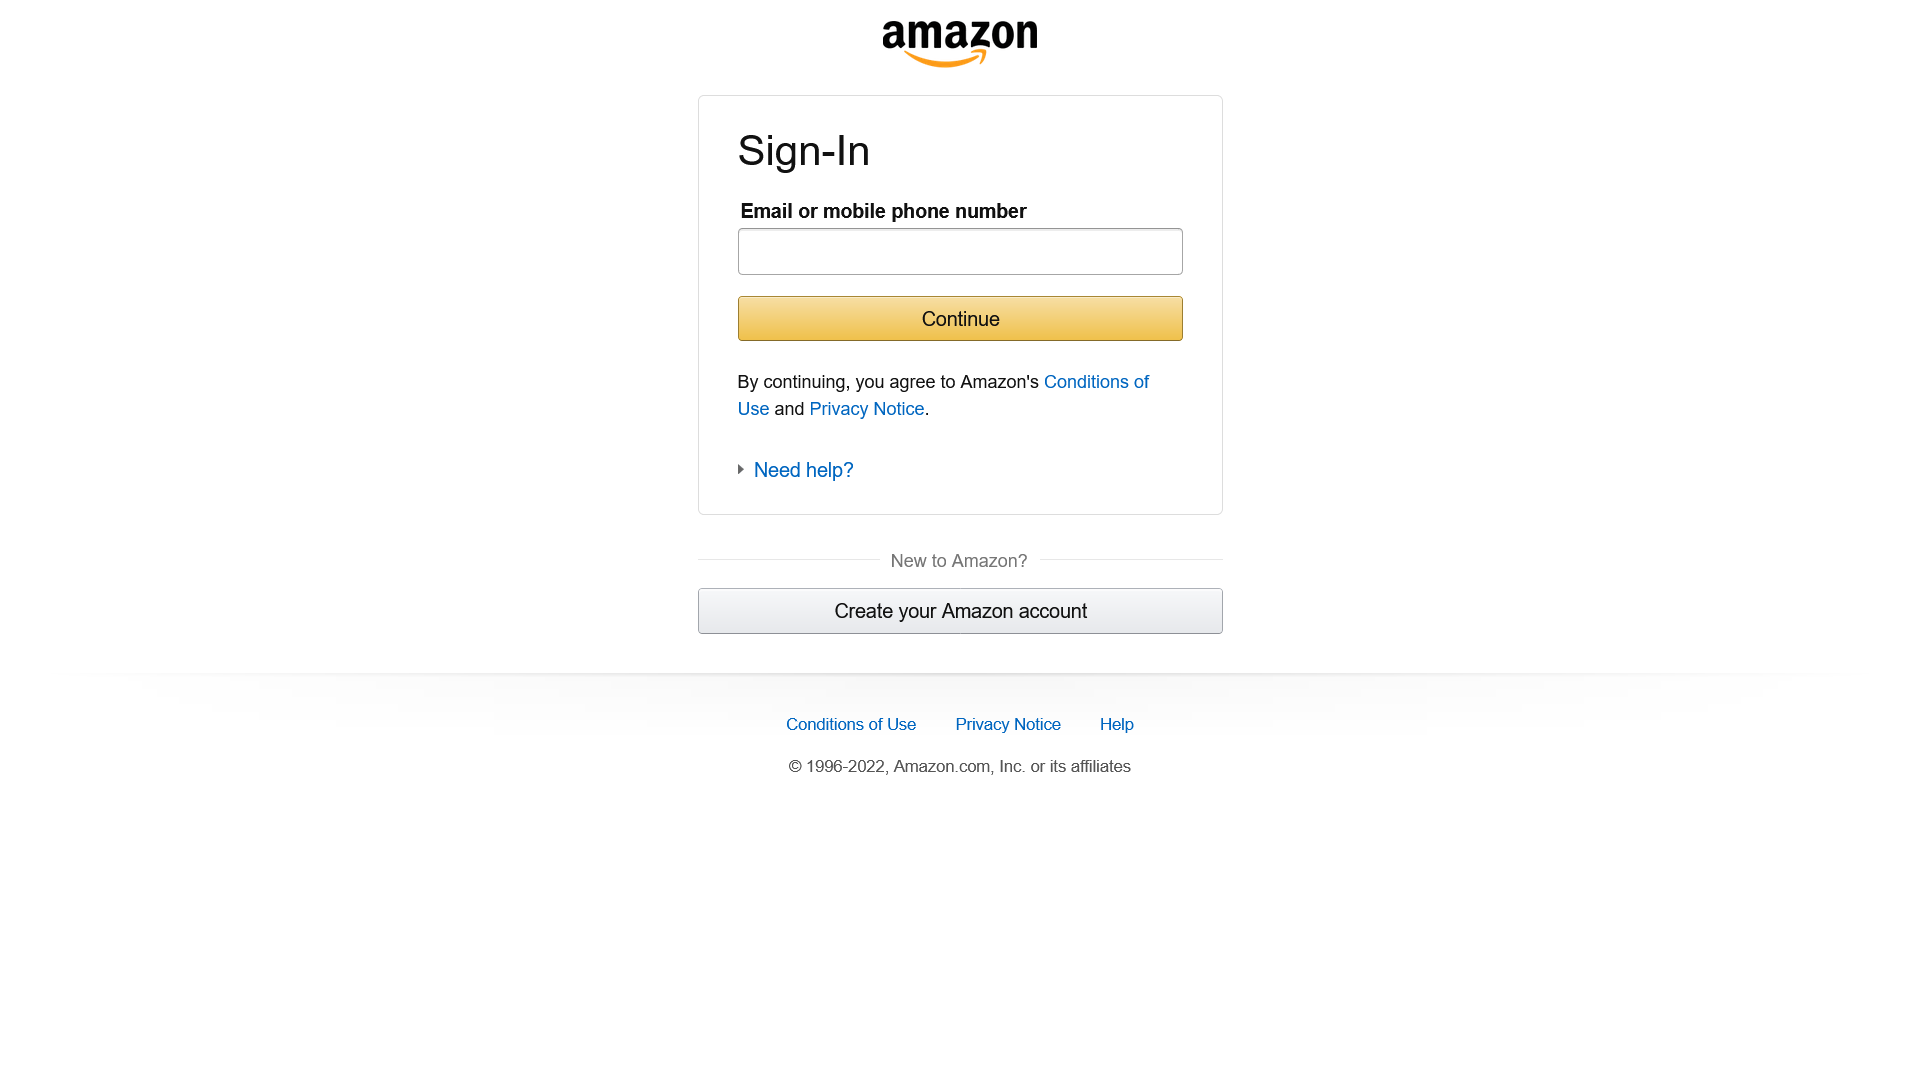 amazon
Sign-In
Email or mobile phone number
Continue
By continuing, you agree to Amazon's Conditions of
Use and Privacy Notice.
Need help?
New to Amazon?
Create your Amazon account
Conditions of Use Privacy Notice Help
© 1996-2022, Amazon.com, Inc. or its affiliates